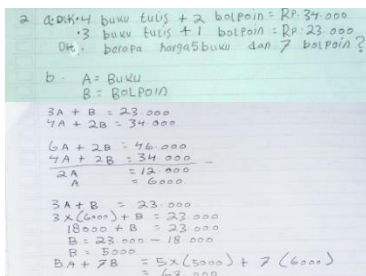 2 a. Dik • 4 buku tulis + 2 bolpoin = Rp. 34.000
• 3 buku tulis + 1 bolpoin = Rp. 23.000
Dit. berapa harga 5 buku dan 7 bolpoin ?
b. A = Buku
B = BOLPOIN
3A + B = 23.000
4A + 2B = 34.000
6A + 2B = 46.000
4A + 2B = 34 000 -
2A = 12.000
A = 6000.
3A + B = 23 000
3 x (6000) + B = 23 000
18000 + B = 23 000
B = 23 000 - 18 000
B = 5000
5A + 7B = 5 x (5000) + 7 (6000)
= 67.000